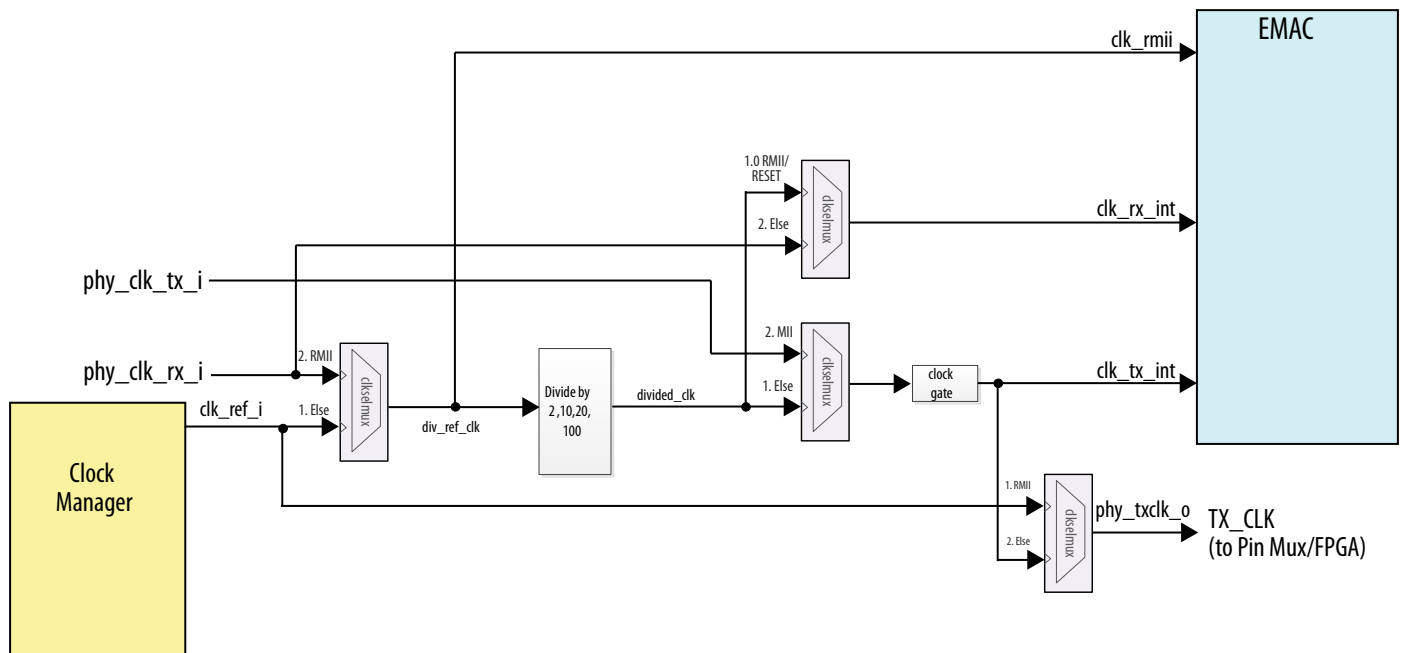 EMAC
clk_rmii
1.0 RMII/
RESET
clkselmux
clk_rx_int
2. Else
phy_clk_tx_i
2. MII
clkselmux
1. Else
clock
gate
clk_tx_int
phy_clk_rx_i
2. RMII
clkselmux
1. Else
clk_ref_i
div_ref_clk
Divide by
2 ,10,20,
100
divided_clk
Clock
Manager
1. RMII
clkselmux
2. Else
phy_txclk_o
TX_CLK
(to Pin Mux/FPGA)